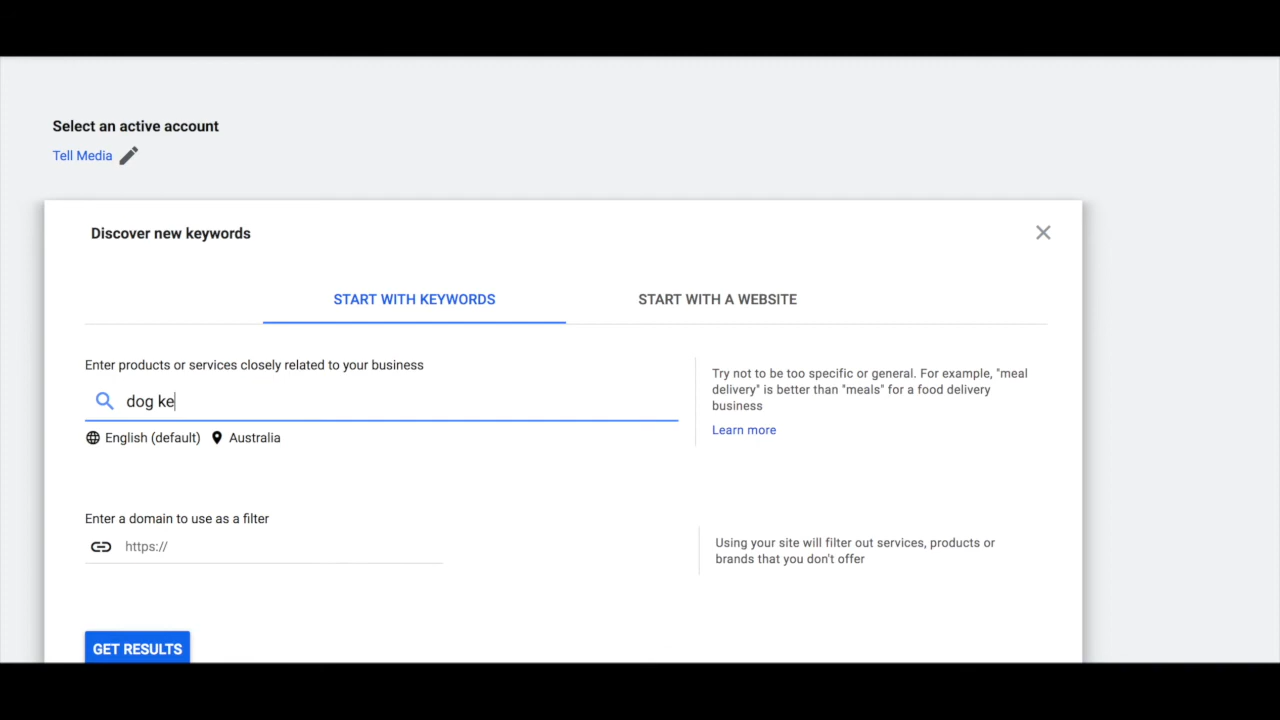 Select an active account
Tell Media
Discover new keywords
START WITH KEYWORDS
START WITH A WEBSITE
Enter products or services closely related to your business
dog ke
English (default) Australia
Try not to be too specific or general. For example, "meal
delivery" is better than "meals" for a food delivery
business
Learn more
Enter a domain to use as a filter
https://
Using your site will filter out services, products or
brands that you don't offer
GET RESULTS